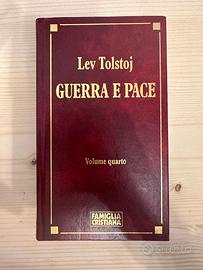 Lev Tolstoj
GUERRA E PACE
Volume quarto
FAMIGLIA
CRISTIANA